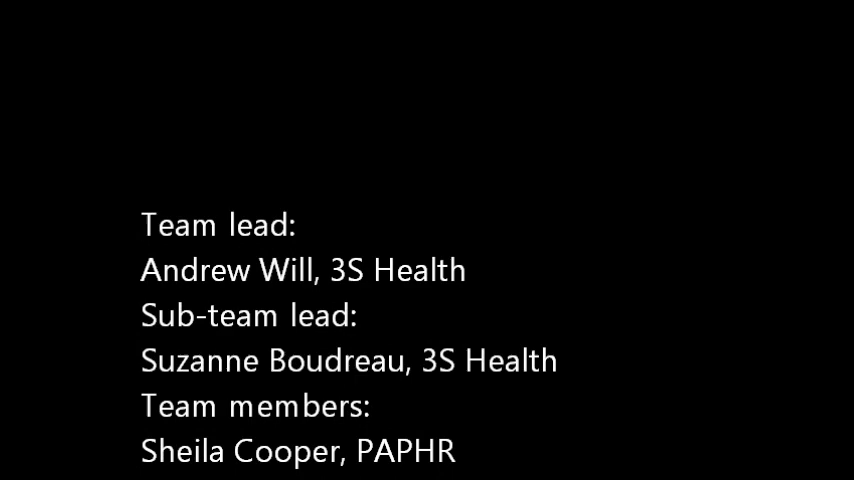 Team lead:
Andrew Will, 3S Health
Sub-team lead:
Suzanne Boudreau, 3S Health
Team members:
Sheila Cooper, PAPHR